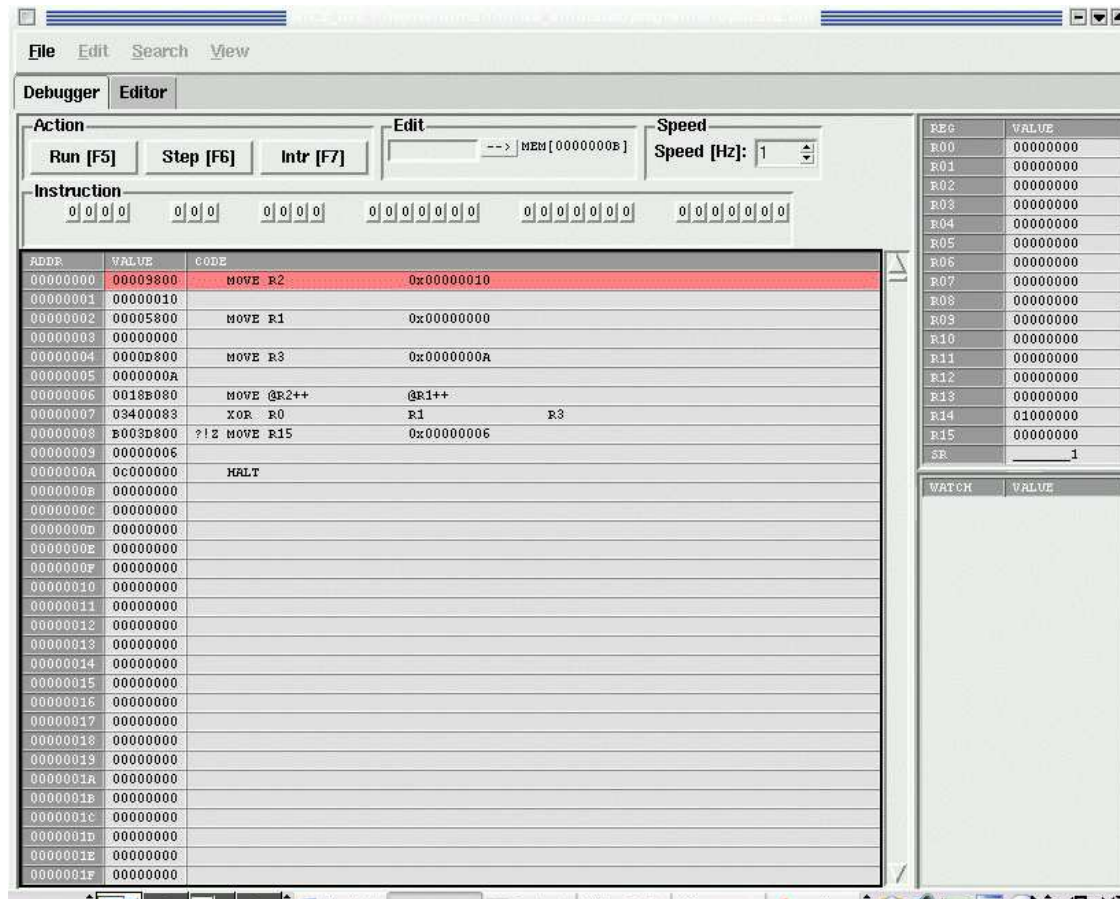 File Edit Search View
Debugger Editor
Action
Run [F5] Step [F6] Intr [F7]
Edit
--> MEM[0000000B]
Speed
Speed [Hz]: 1
Instruction
0 0 0 0 0 0 0 0 0 0 0 0 0 0 0 0 0 0 0 0 0 0 0 0 0 0 0 0 0 0 0 0
ADDR VALUE CODE
00000000 00009800 MOVE R2 0x00000010
00000001 00000010
00000002 00005800 MOVE R1 0x00000000
00000003 00000000
00000004 0000D800 MOVE R3 0x0000000A
00000005 0000000A
00000006 0018B080 MOVE @R2++ @R1++
00000007 03400083 XOR R0 R1 R3
00000008 B003D800 ?!Z MOVE R15 0x00000006
00000009 00000006
0000000A 0C000000 HALT
0000000B 00000000
0000000C 00000000
0000000D 00000000
0000000E 00000000
0000000F 00000000
00000010 00000000
00000011 00000000
00000012 00000000
00000013 00000000
00000014 00000000
00000015 00000000
00000016 00000000
00000017 00000000
00000018 00000000
00000019 00000000
0000001A 00000000
0000001B 00000000
0000001C 00000000
0000001D 00000000
0000001E 00000000
0000001F 00000000
REG VALUE
R00 00000000
R01 00000000
R02 00000000
R03 00000000
R04 00000000
R05 00000000
R06 00000000
R07 00000000
R08 00000000
R09 00000000
R10 00000000
R11 00000000
R12 00000000
R13 00000000
R14 01000000
R15 00000000
SR _______1
WATCH VALUE